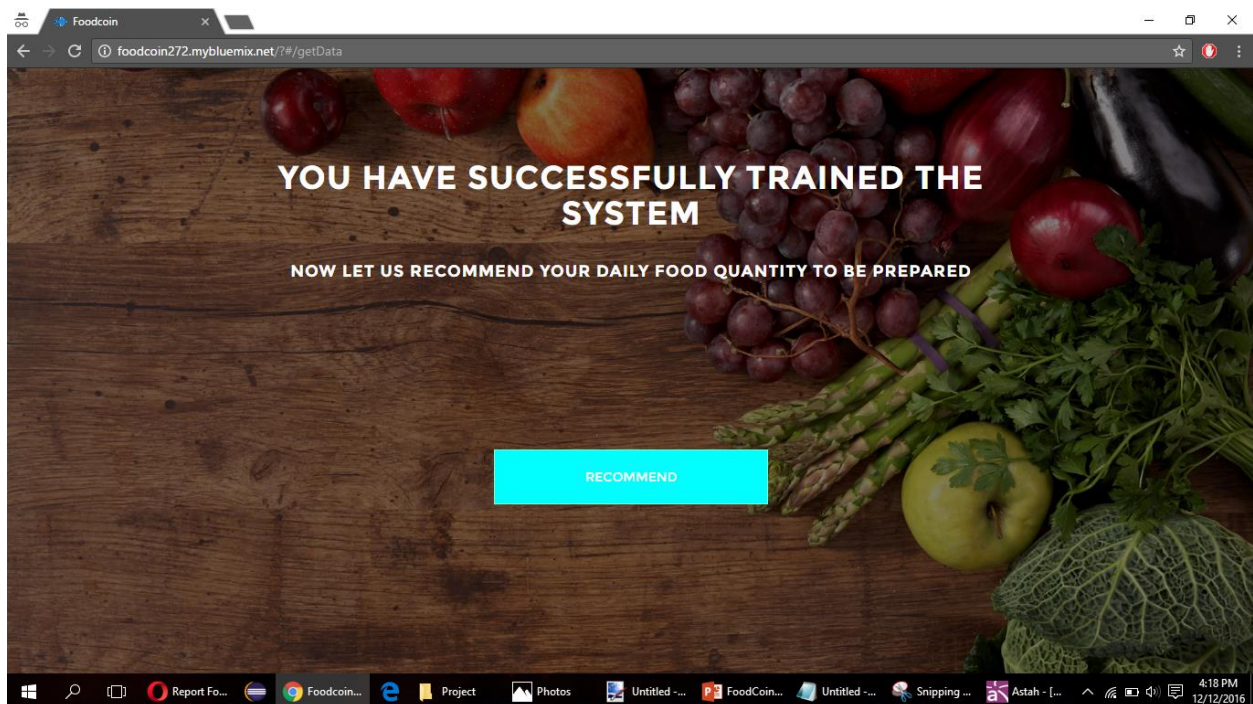 Foodcoin
foodcoin272.mybluemix.net/?#/getData
YOU HAVE SUCCESSFULLY TRAINED THE
SYSTEM
NOW LET US RECOMMEND YOUR DAILY FOOD QUANTITY TO BE PREPARED
RECOMMEND
Report Fo... Foodcoin... Project Photos Untitled -... FoodCoin... Untitled -... Snipping ... Astah - [... 4:18 PM
12/12/2016